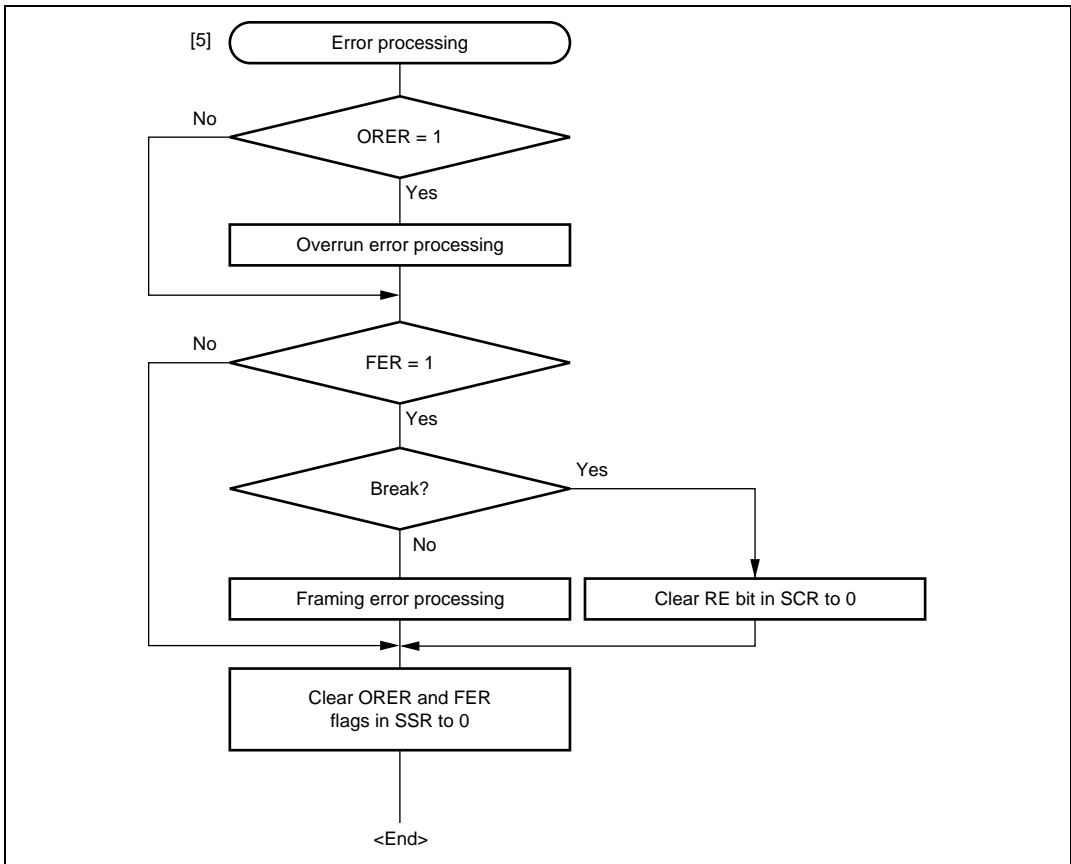 [5] Error processing
No
ORER = 1
Yes
Overrun error processing
No
FER = 1
Yes
Yes
Break?
No
Framing error processing
Clear RE bit in SCR to 0
Clear ORER and FER
flags in SSR to 0
<End>